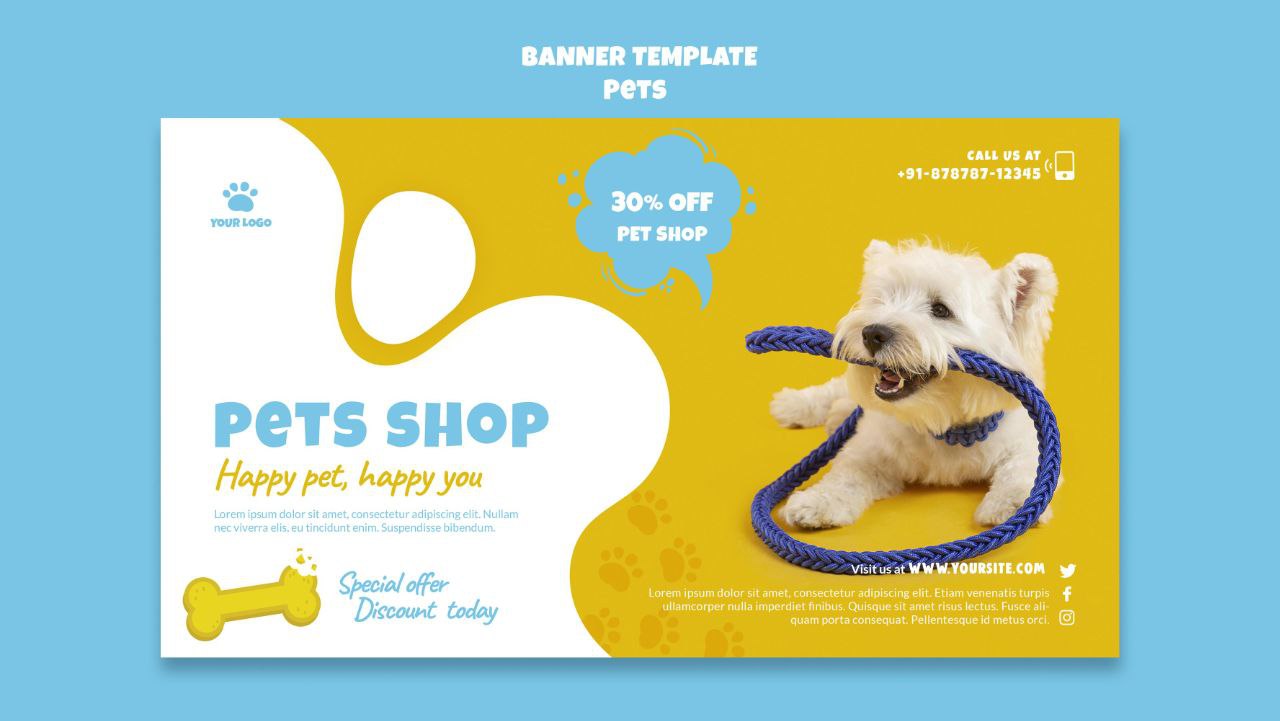 BANNER TEMPLATE
PeTS
YOUR LOGO
30% OFF
PET SHOP
CALL US AT
+91-878787-12345
PeTS SHOP
Happy pet, happy you
Lorem ipsum dolor sit amet, consectetur adipiscing elit. Nullam
nec viverra elis, eu tincidunt enim. Suspendisse bibendum.
Special offer
Discount today
Visit us at WWW.YOURSITE.COM
Lorem ipsum dolor sit amet, consectetur adipiscing elit. Etiam venenatis turpis
ullamcorper nulla imperdiet finibus. Quisque sit amet risus lectus. Fusce ali-
quam porta consequat. Pellentesque id metus orci.